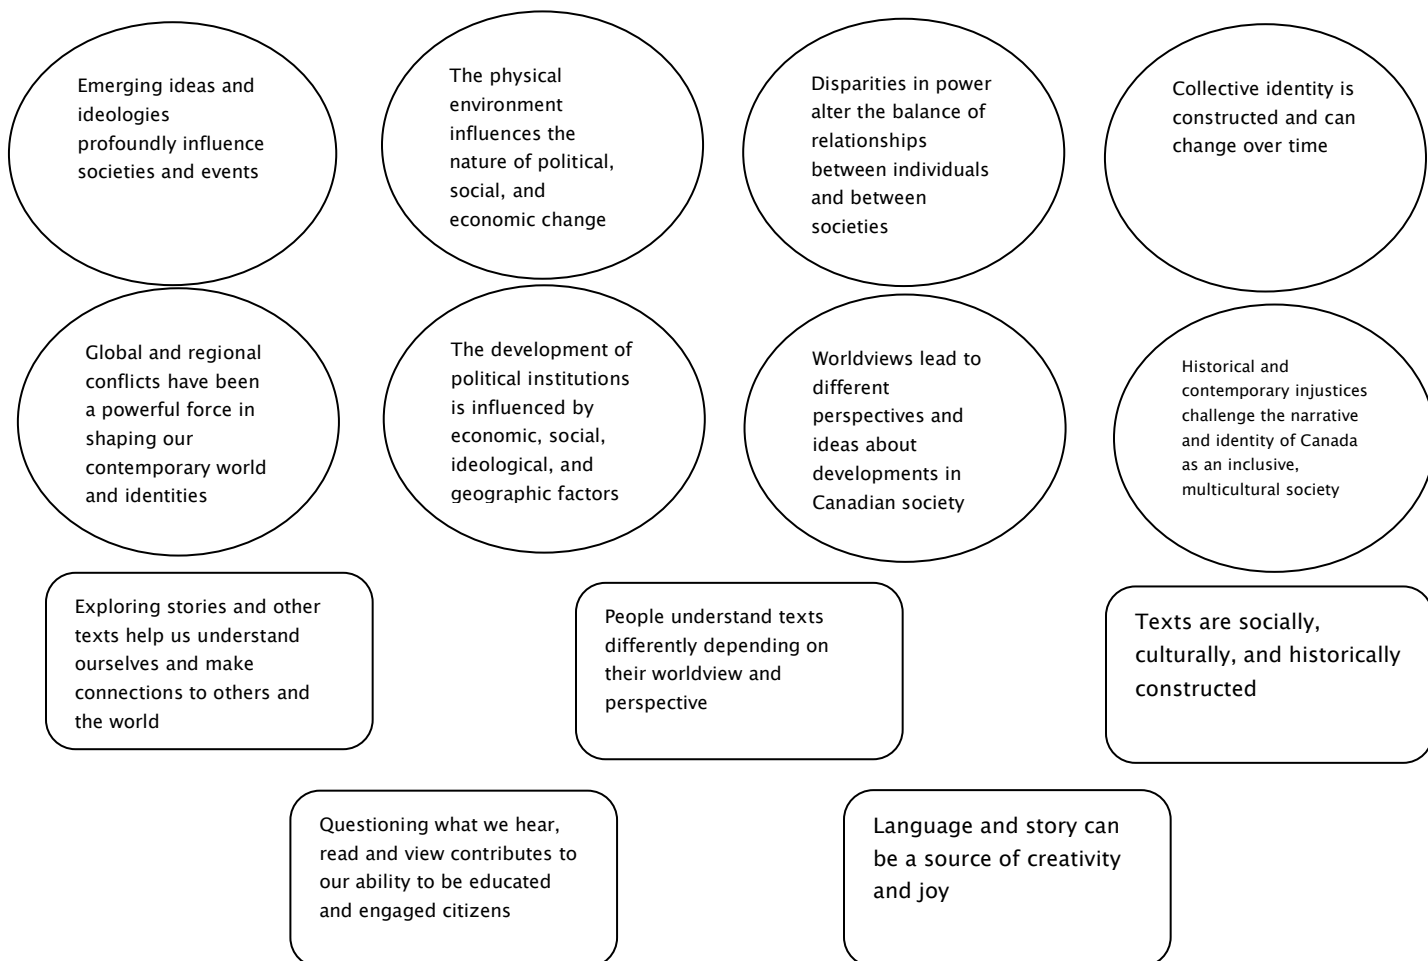 Emerging ideas and
ideologies
profoundly influence
societies and events
The physical
environment
influences the
nature of political,
social, and
economic change
Disparities in power
alter the balance of
relationships
between individuals
and between
societies
Collective identity is
constructed and can
change over time
Global and regional
conflicts have been
a powerful force in
shaping our
contemporary world
and identities
The development of
political institutions
is influenced by
economic, social,
ideological, and
geographic factors
Worldviews lead to
different
perspectives and
ideas about
developments in
Canadian society
Historical and
contemporary injustices
challenge the narrative
and identity of Canada
as an inclusive,
multicultural society
Exploring stories and other
texts help us understand
ourselves and make
connections to others and
the world
People understand texts
differently depending on
their worldview and
perspective
Texts are socially,
culturally, and historically
constructed
Questioning what we hear,
read and view contributes to
our ability to be educated
and engaged citizens
Language and story can
be a source of creativity
and joy